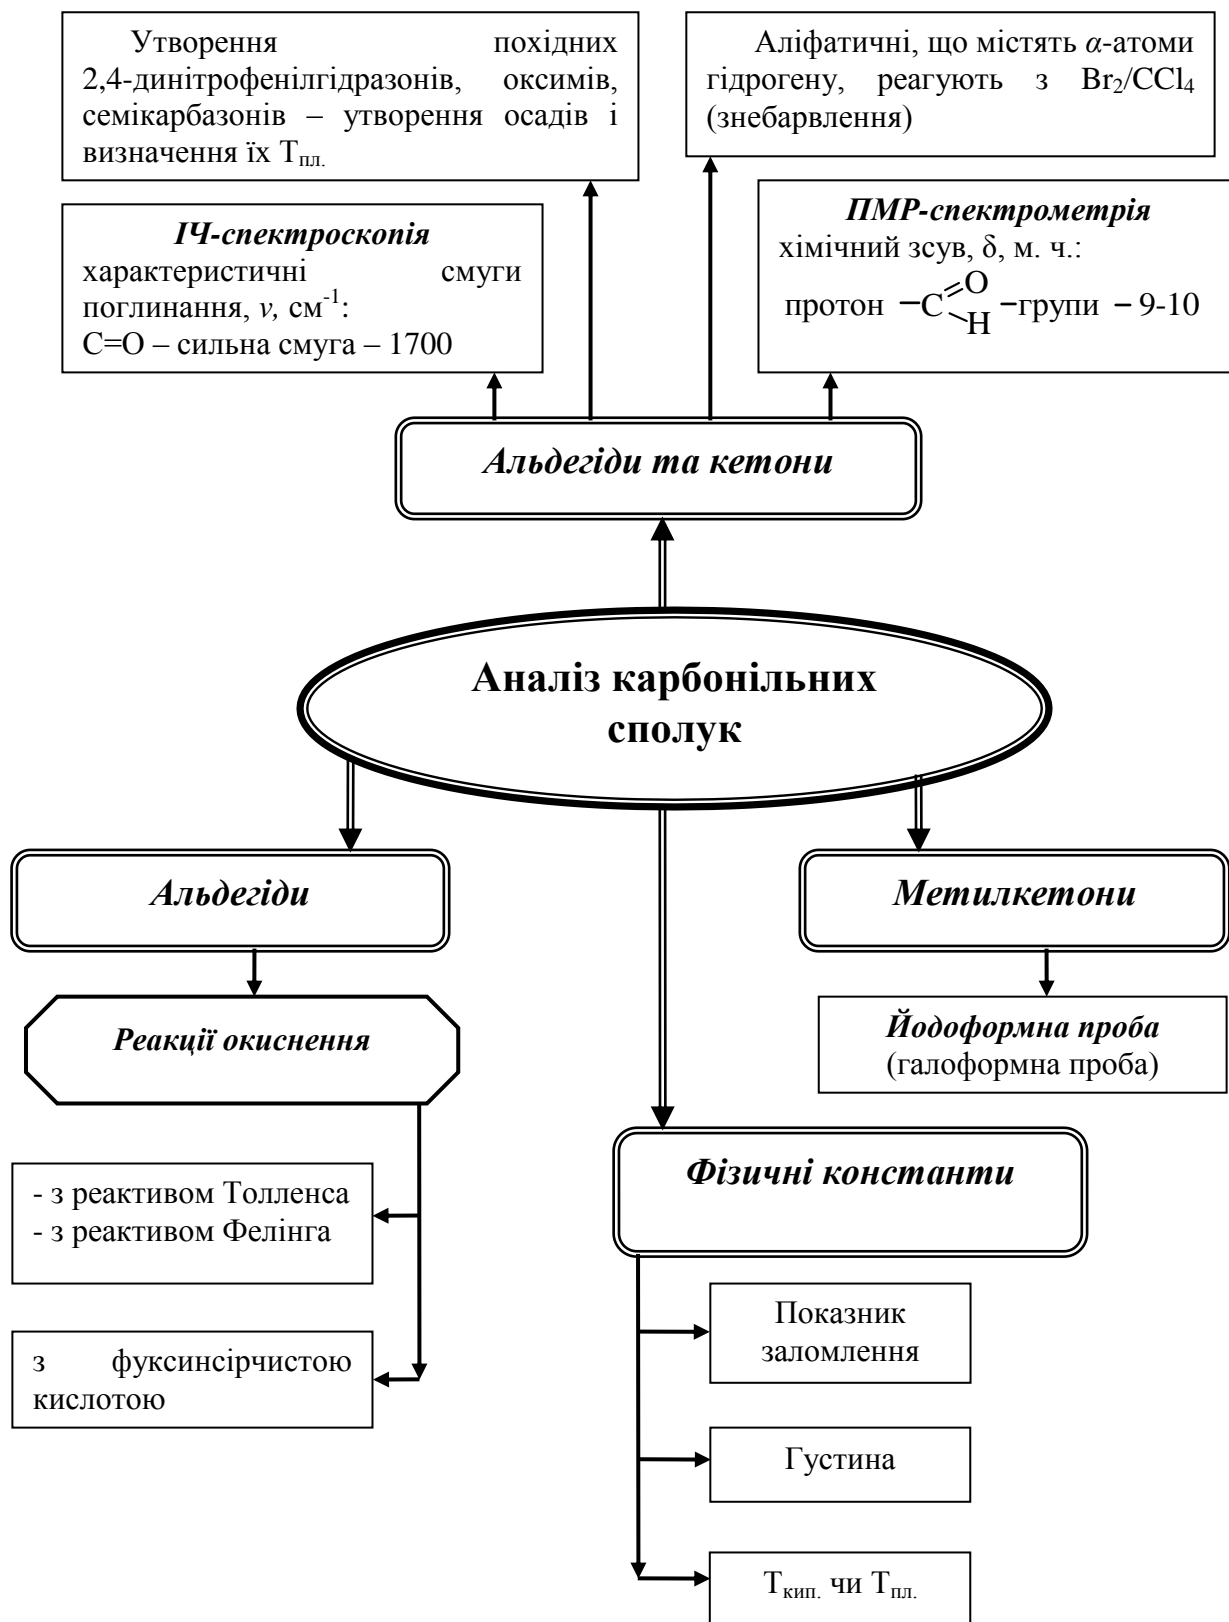 Утворення похідних
2,4-динітрофенілгідразонів, оксимів,
семікарбазонів – утворення осадів і
визначення їх Тпл.
Аліфатичні, що містять α-атоми
гідрогену, реагують з Br₂/CCl₄
(знебарвлення)
ІЧ-спектроскопія
характеристичні смуги
поглинання, ν, см⁻¹:
С=О – сильна смуга – 1700
ПМР-спектрометрія
хімічний зсув, δ, м. ч.:
O
протон –C –групи – 9-10
H
Альдегіди та кетони
Аналіз карбонільних
сполук
Альдегіди
Метилкетони
Реакції окиснення
Йодоформна проба
(галоформна проба)
Фізичні константи
- з реактивом Толленса
- з реактивом Фелінга
з фуксинсірчистою
кислотою
Показник
заломлення
Густина
Ткип. чи Тпл.